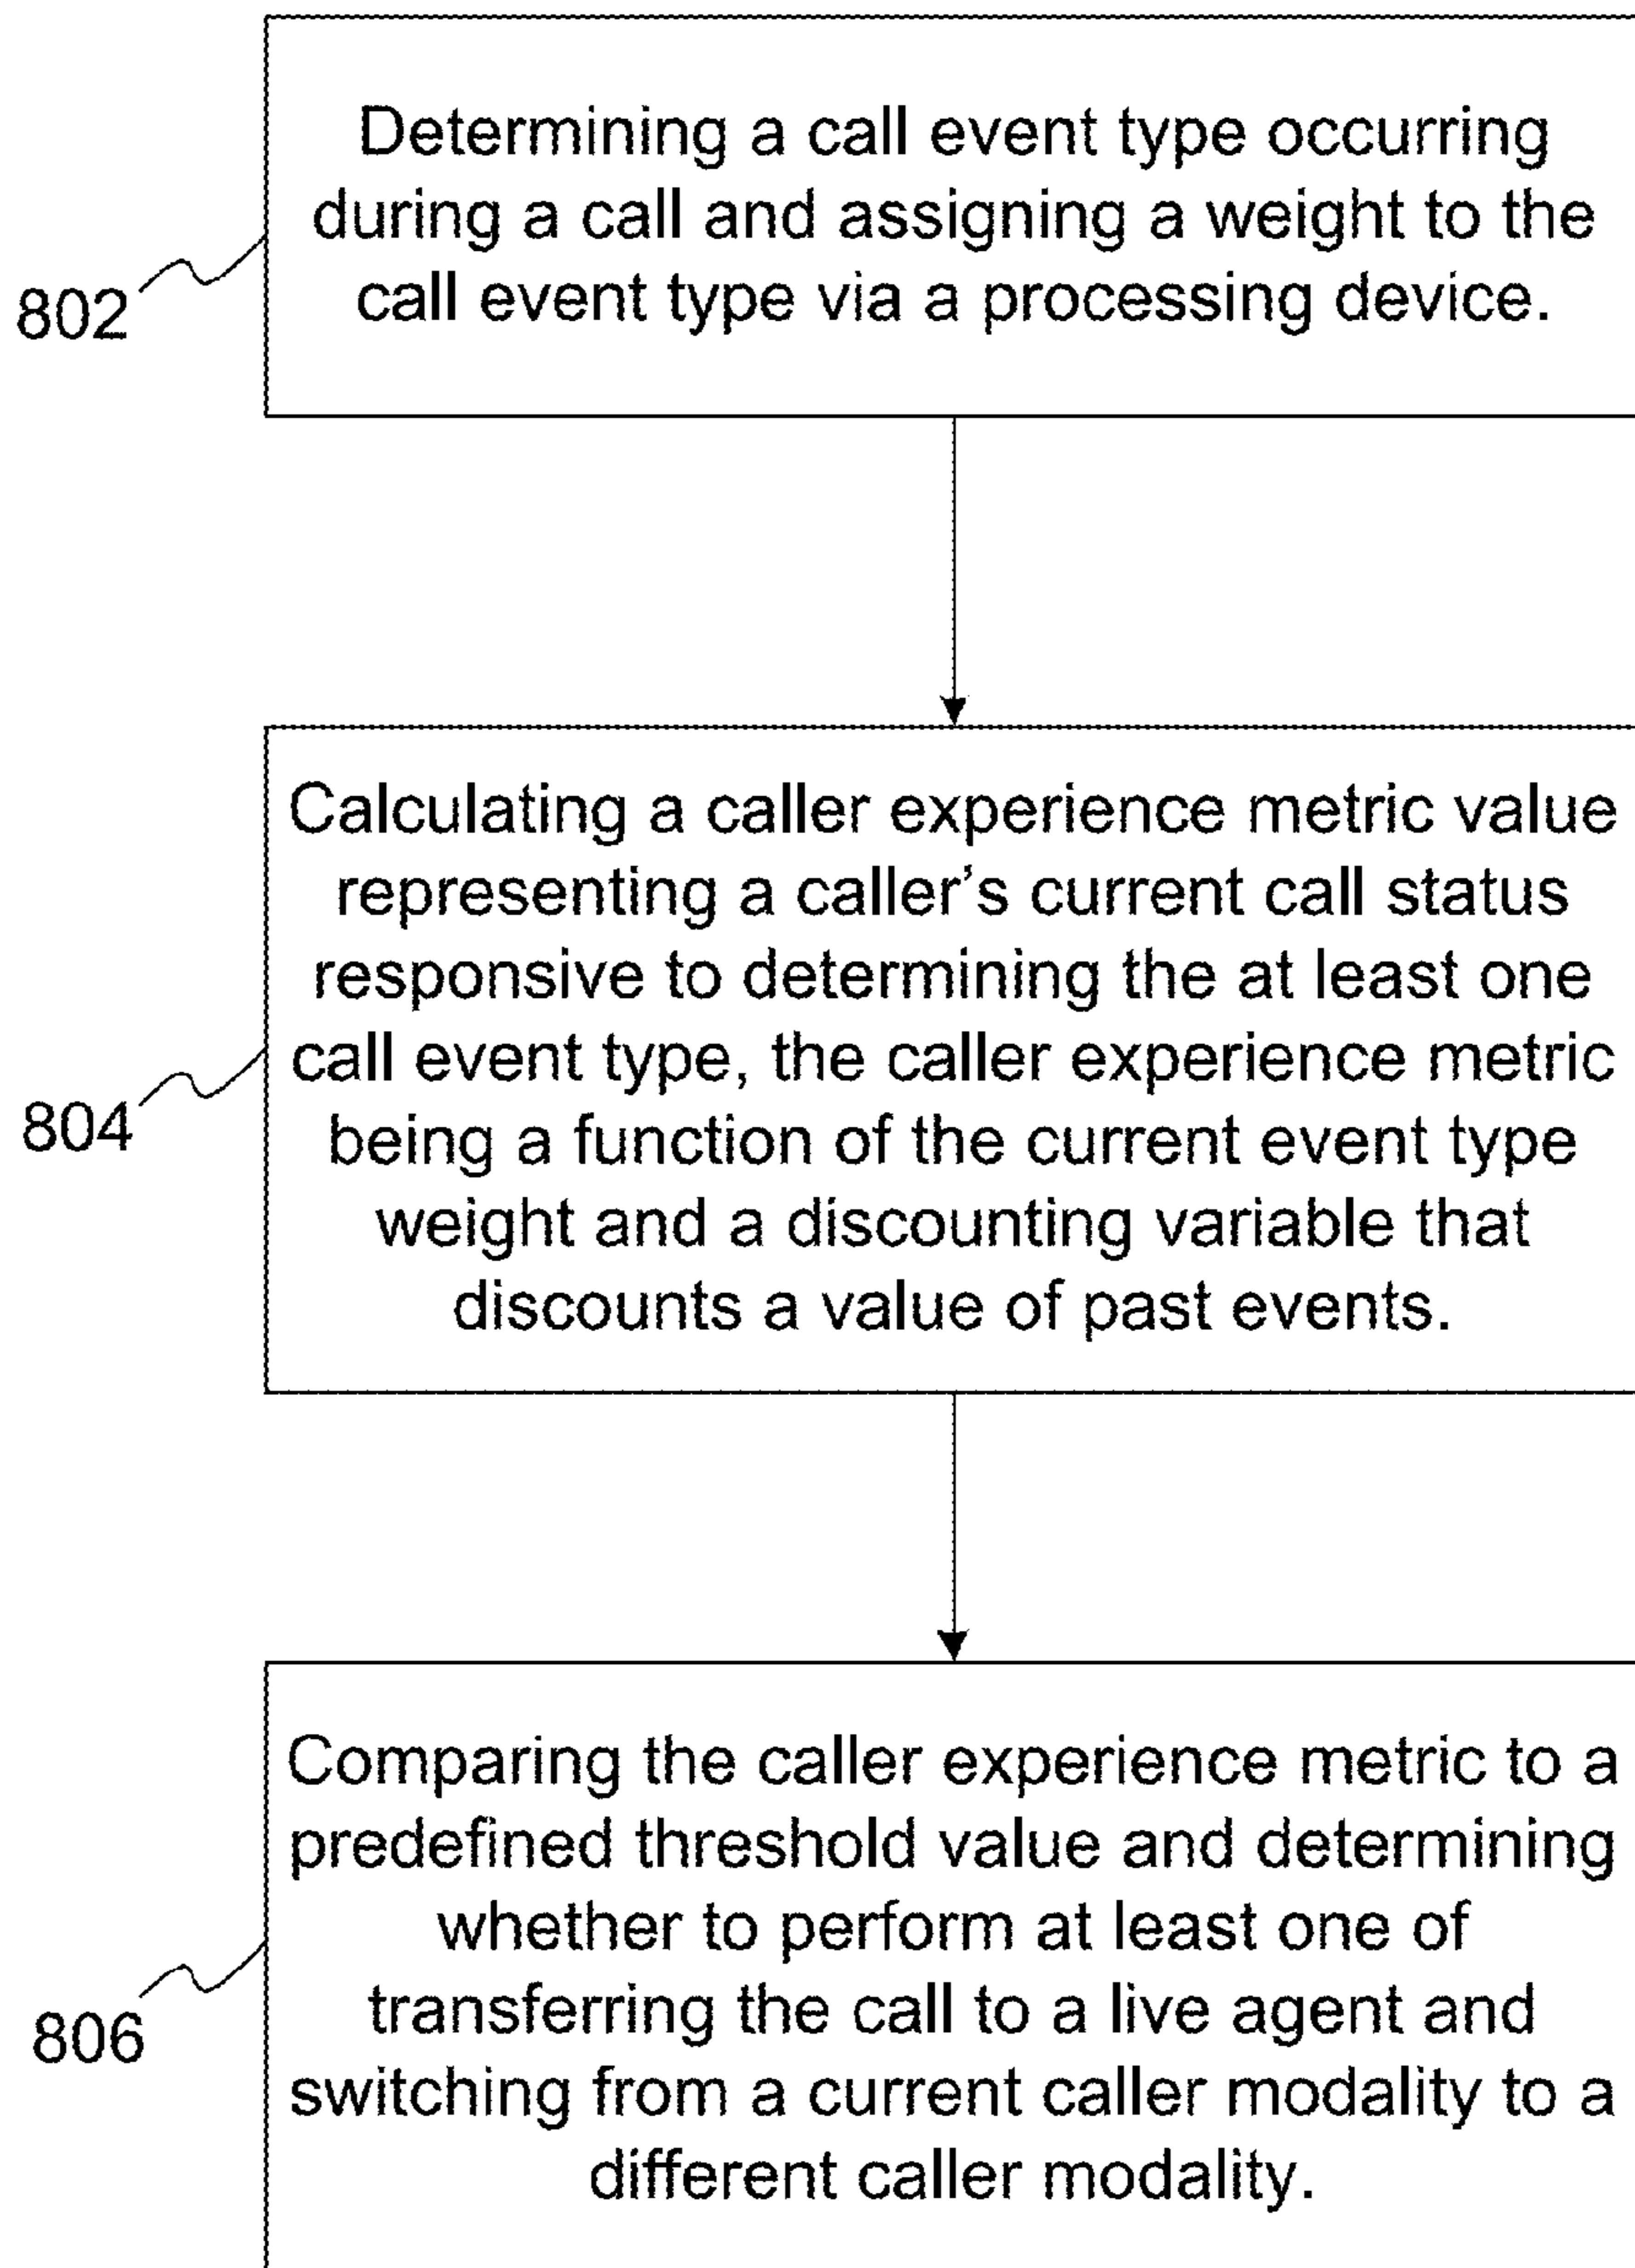 Determining a call event type occurring
during a call and assigning a weight to the
call event type via a processing device.
802
Calculating a caller experience metric value
representing a caller's current call status
responsive to determining the at least one
call event type, the caller experience metric
being a function of the current event type
weight and a discounting variable that
discounts a value of past events.
804
Comparing the caller experience metric to a
predefined threshold value and determining
whether to perform at least one of
transferring the call to a live agent and
switching from a current caller modality to a
different caller modality.
806